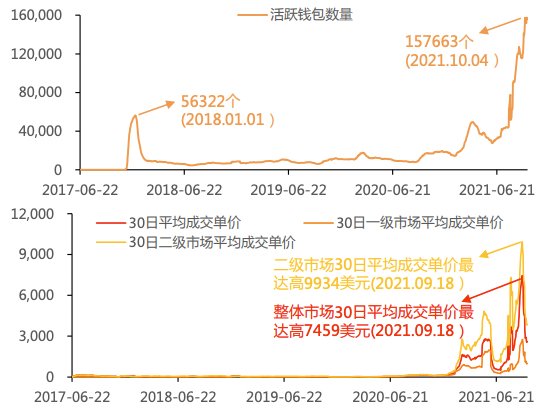 活跃钱包数量
160,000
120,000
80,000
40,000
0
157663个
(2021.10.04 )
56322个
(2018.01.01 )
2017-06-22 2018-06-22 2019-06-22 2020-06-22 2021-06-22
12,000
9,000
6,000
3,000
0
30日平均成交单价 30日一级市场平均成交单价
30日二级市场平均成交单价
二级市场30日平均成交单价最
达高9934美元(2021.09.18 )
整体市场30日平均成交单价最
达高7459美元(2021.09.18 )
2017-06-22 2018-06-22 2019-06-22 2020-06-22 2021-06-22